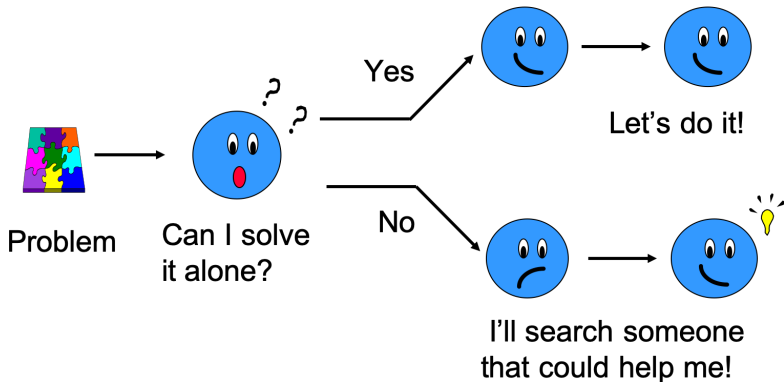 Problem
Can I solve
it alone?
?
?
Yes
Let's do it!
No
I'll search someone
that could help me!